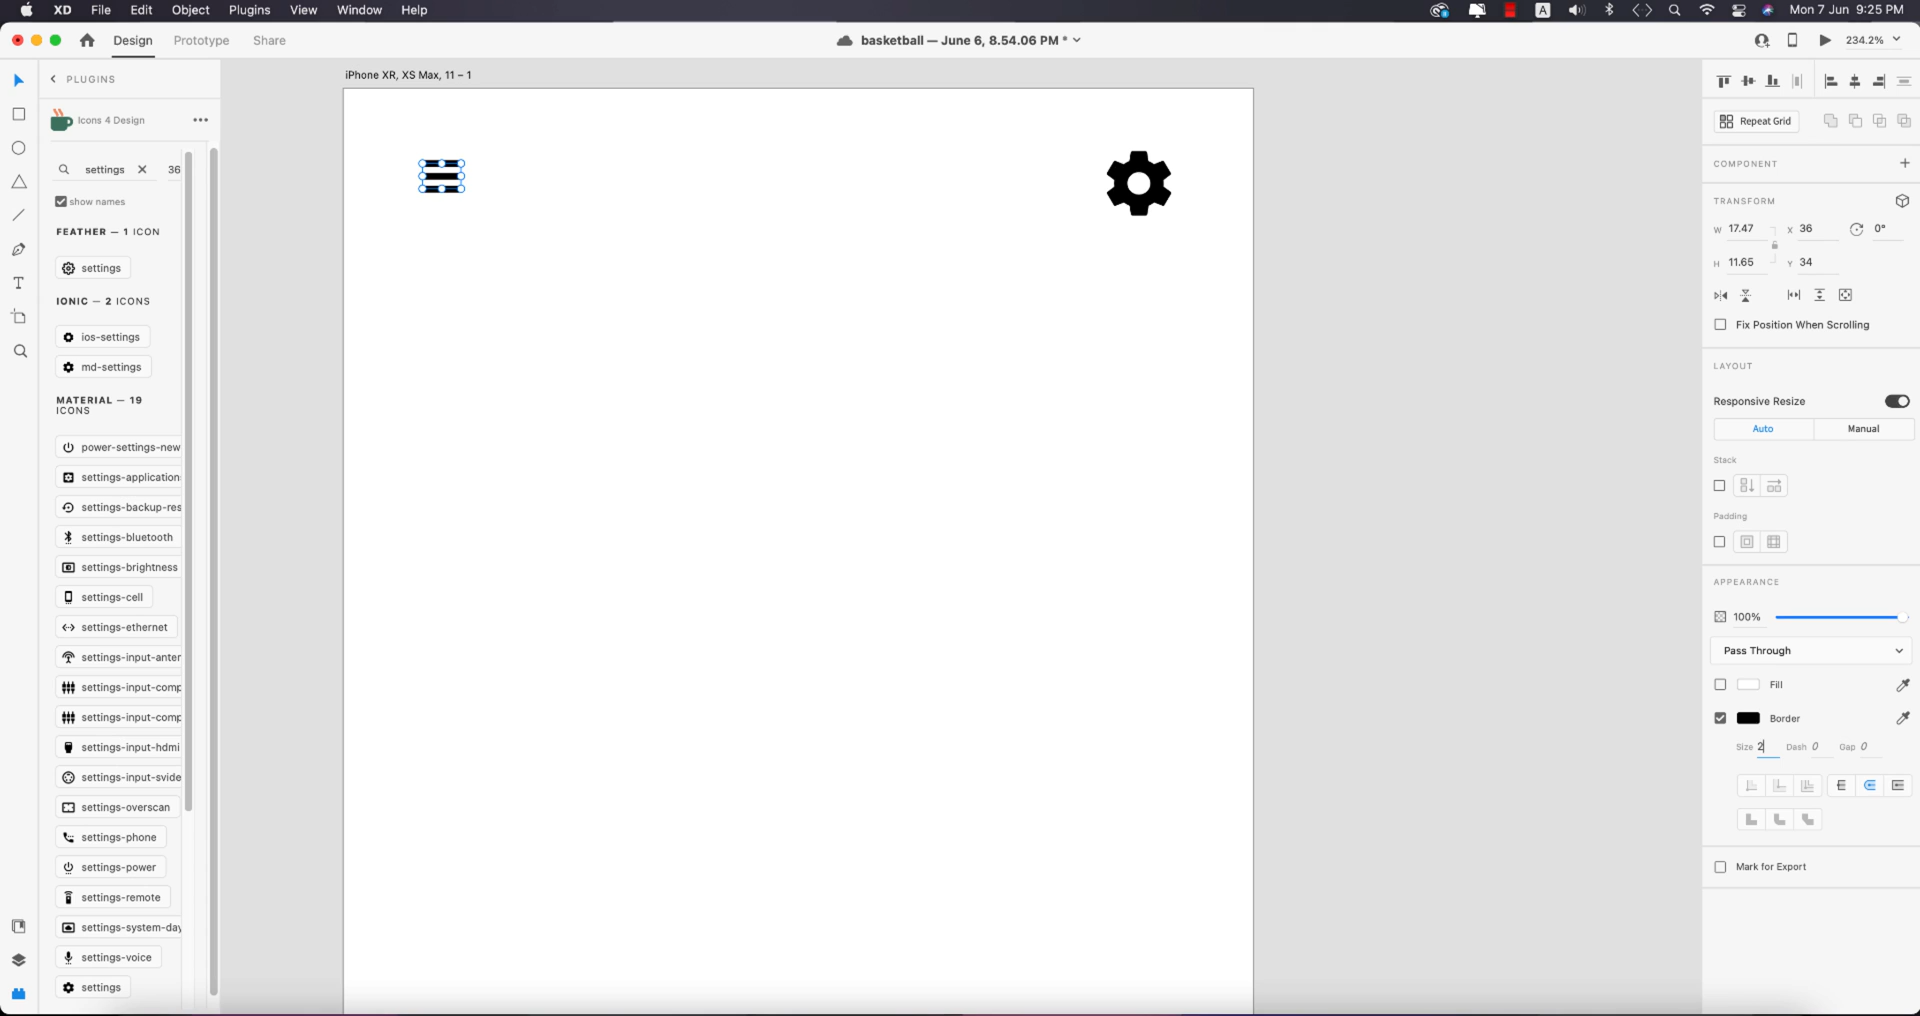 XD File Edit Object Plugins View Window Help
A Mon 7 Jun 9:25 PM
Design Prototype Share
basketball — June 6, 8.54.06 PM *
234.2%
PLUGINS
Icons 4 Design
settings 36
show names
FEATHER — 1 ICON
settings
IONIC — 2 ICONS
ios-settings
md-settings
MATERIAL — 19
ICONS
power-settings-new
settings-application
settings-backup-res
settings-bluetooth
settings-brightness
settings-cell
settings-ethernet
settings-input-anter
settings-input-comp
settings-input-comp
settings-input-hdmi
settings-input-svide
settings-overscan
settings-phone
settings-power
settings-remote
settings-system-day
settings-voice
settings
iPhone XR, XS Max, 11 – 1
Repeat Grid
COMPONENT
TRANSFORM
W 17.47 X 36 0°
H 11.65 Y 34
Fix Position When Scrolling
LAYOUT
Responsive Resize
Auto Manual
Stack
Padding
APPEARANCE
100%
Pass Through
Fill
Border
Size 2 Dash 0 Gap 0
Mark for Export